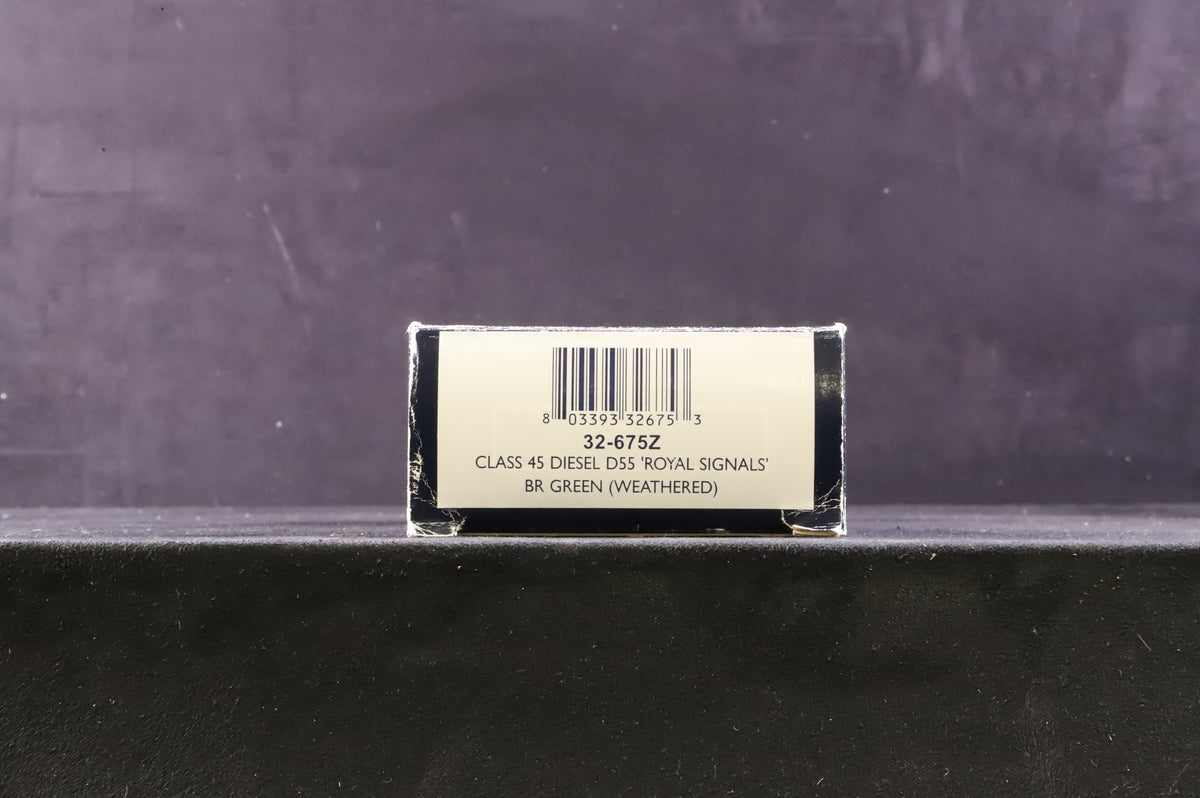 8 03393 32675 3
32-675Z
CLASS 45 DIESEL D55 'ROYAL SIGNALS'
BR GREEN (WEATHERED)